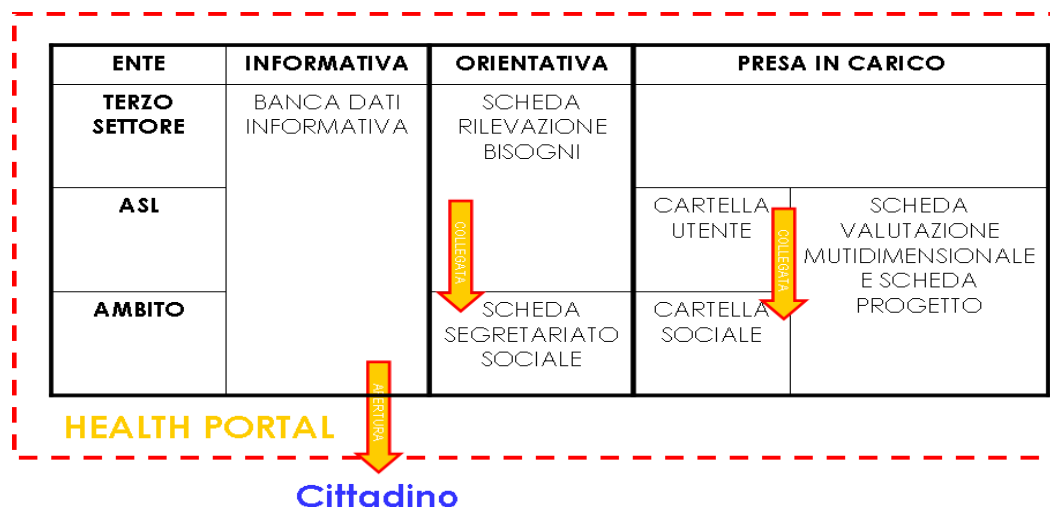 ENTE
INFORMATIVA
ORIENTATIVA
PRESA IN CARICO
TERZO
SETTORE
BANCA DATI
INFORMATIVA
SCHEDA
RILEVAZIONE
BISOGNI
ASL
COLLEGATA
CARTELLA
UTENTE
COLLEGATA
SCHEDA
VALUTAZIONE
MUTIDIMENSIONALE
E SCHEDA
PROGETTO
AMBITO
SCHEDA
SEGRETARIATO
SOCIALE
CARTELLA
SOCIALE
APERTURA
HEALTH PORTAL
Cittadino